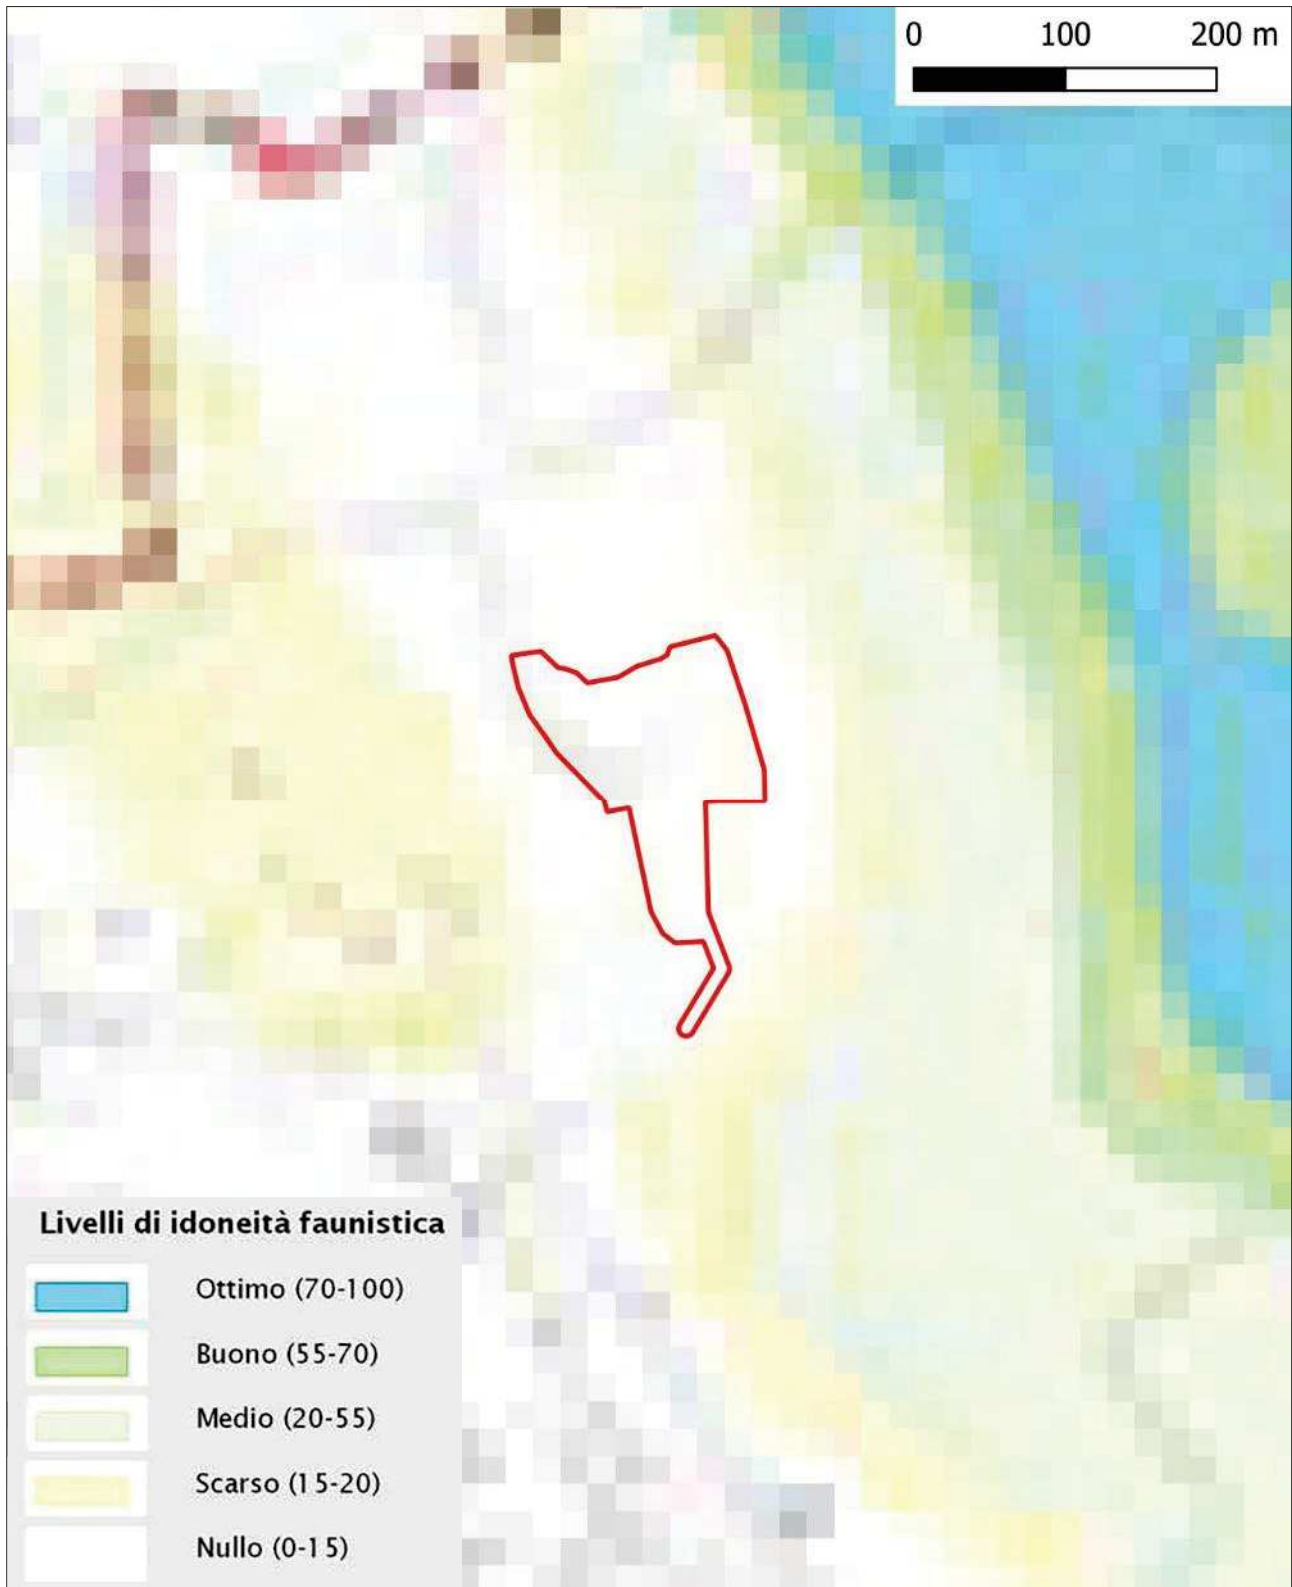 0 100 200 m
Livelli di idoneità faunistica
Ottimo (70-100)
Buono (55-70)
Medio (20-55)
Scarso (15-20)
Nullo (0-15)